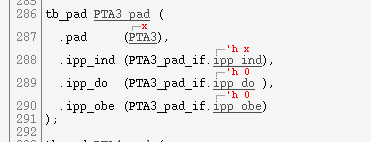 285
286 tb_pad PTA3_pad (
x
287 .pad (PTA3),
'h x
288 .ipp_ind (PTA3_pad_if.ipp_ind),
'h 0
289 .ipp_do (PTA3_pad_if.ipp_do ),
'h 0
290 .ipp_obe (PTA3_pad_if.ipp_obe)
291 );
292